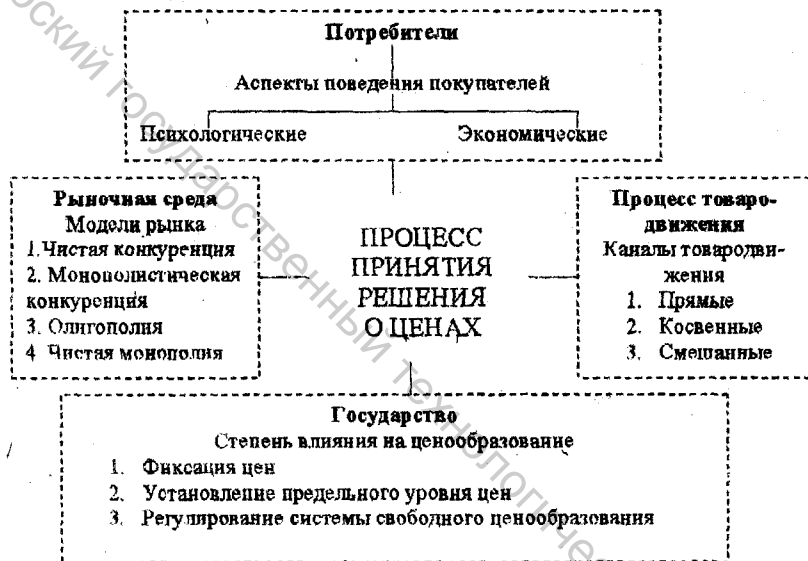 Потребители
Аспекты поведения покупателей
Психологические Экономические
Рыночная среда
Модели рынка
1.Чистая конкуренция
2. Монополистическая
конкуренция
3. Олигополия
4 Чистая монополия
ПРОЦЕСС
ПРИНЯТИЯ
РЕШЕНИЯ
О ЦЕНАХ
Процесс товаро-
движения
Каналы товародви-
жения
1. Прямые
2. Косвенные
3. Смешанные
Государство
Степень влияния на ценообразование
1. Фиксация цен
2. Установление предельного уровня цен
3. Регулирование системы свободного ценообразования
государственный